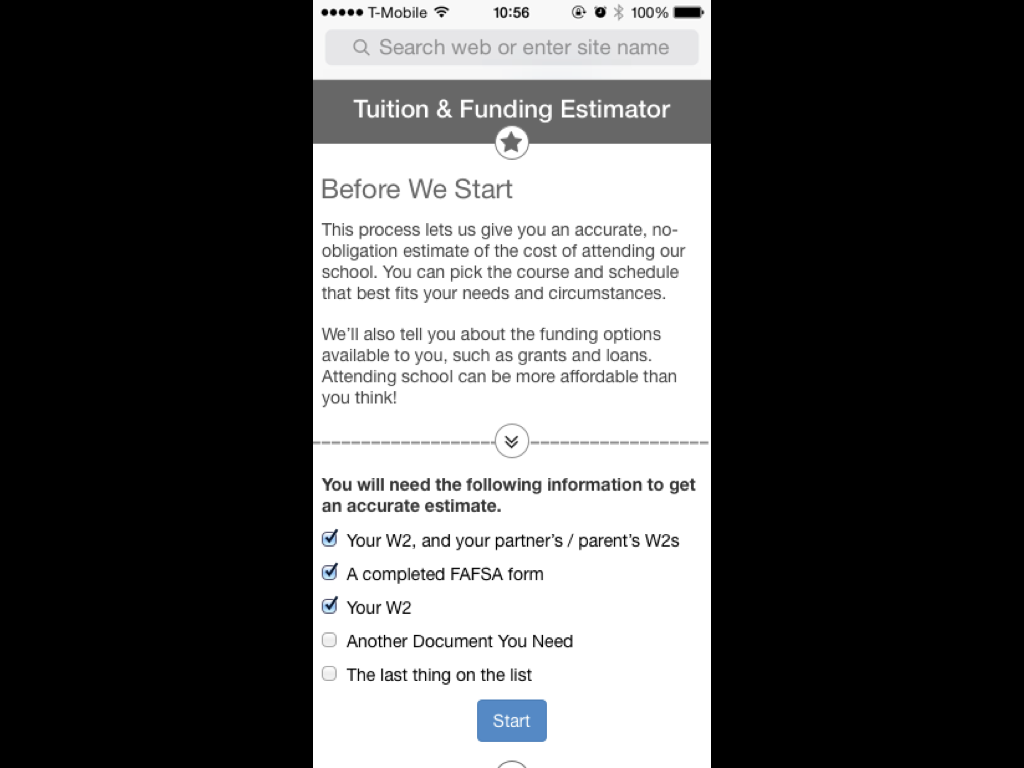 T-Mobile 10:56 100%
Search web or enter site name
Tuition & Funding Estimator
Before We Start
This process lets us give you an accurate, no-
obligation estimate of the cost of attending our
school. You can pick the course and schedule
that best fits your needs and circumstances.
We’ll also tell you about the funding options
available to you, such as grants and loans.
Attending school can be more affordable than
you think!
You will need the following information to get
an accurate estimate.
Your W2, and your partner’s / parent’s W2s
A completed FAFSA form
Your W2
Another Document You Need
The last thing on the list
Start